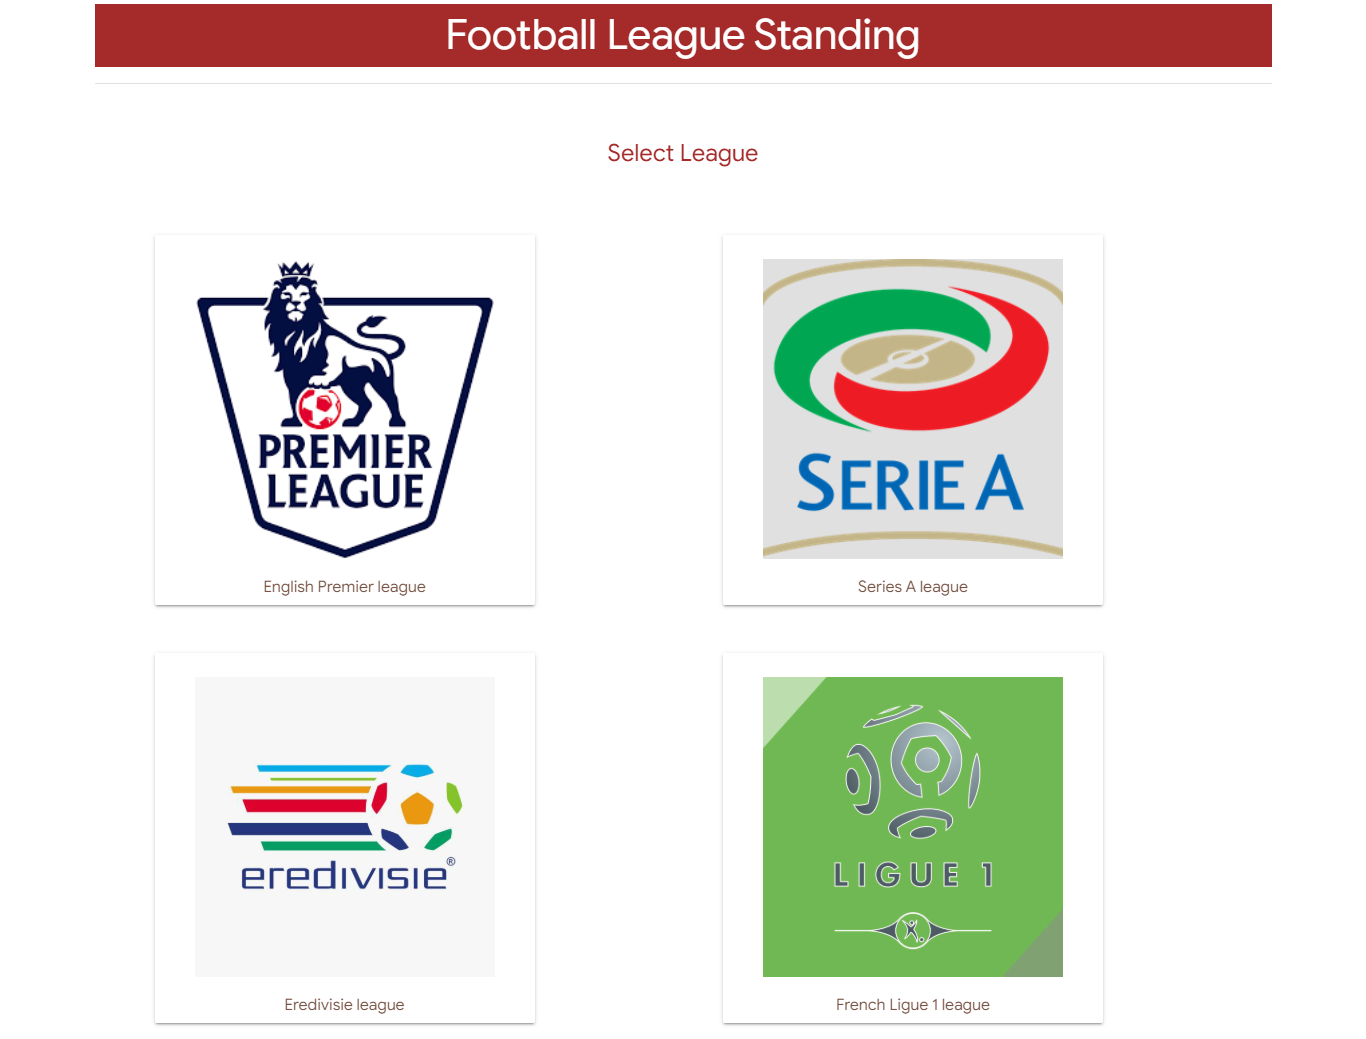 Football League Standing
Select League
PREMIER
LEAGUE
English Premier league
SERIE A
Series A league
eredivisie®
Eredivisie league
LIGUE 1
French Ligue 1 league